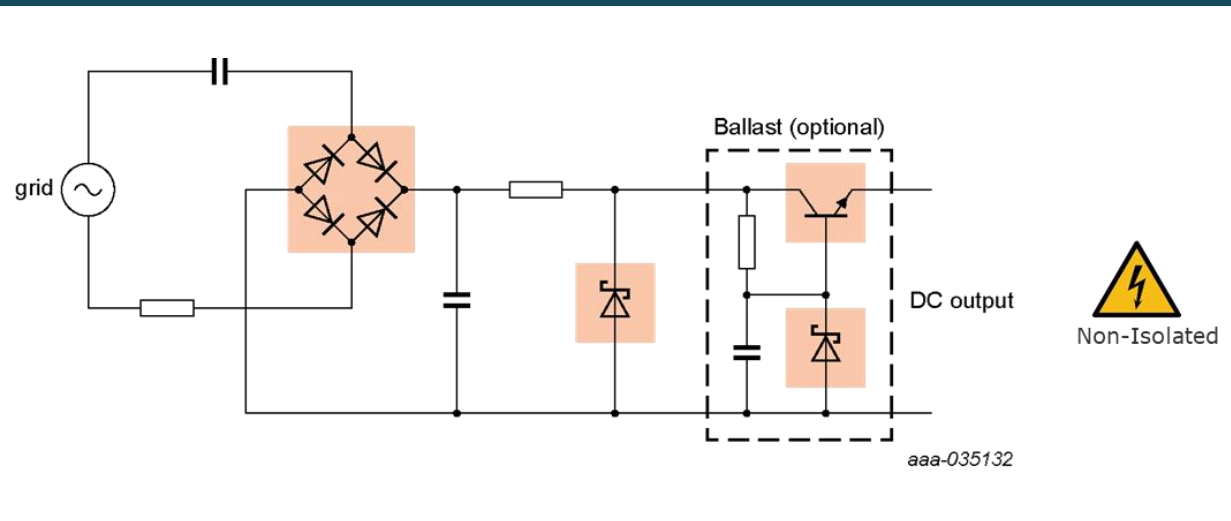 Ballast (optional)
grid
DC output
Non-Isolated
aaa-035132